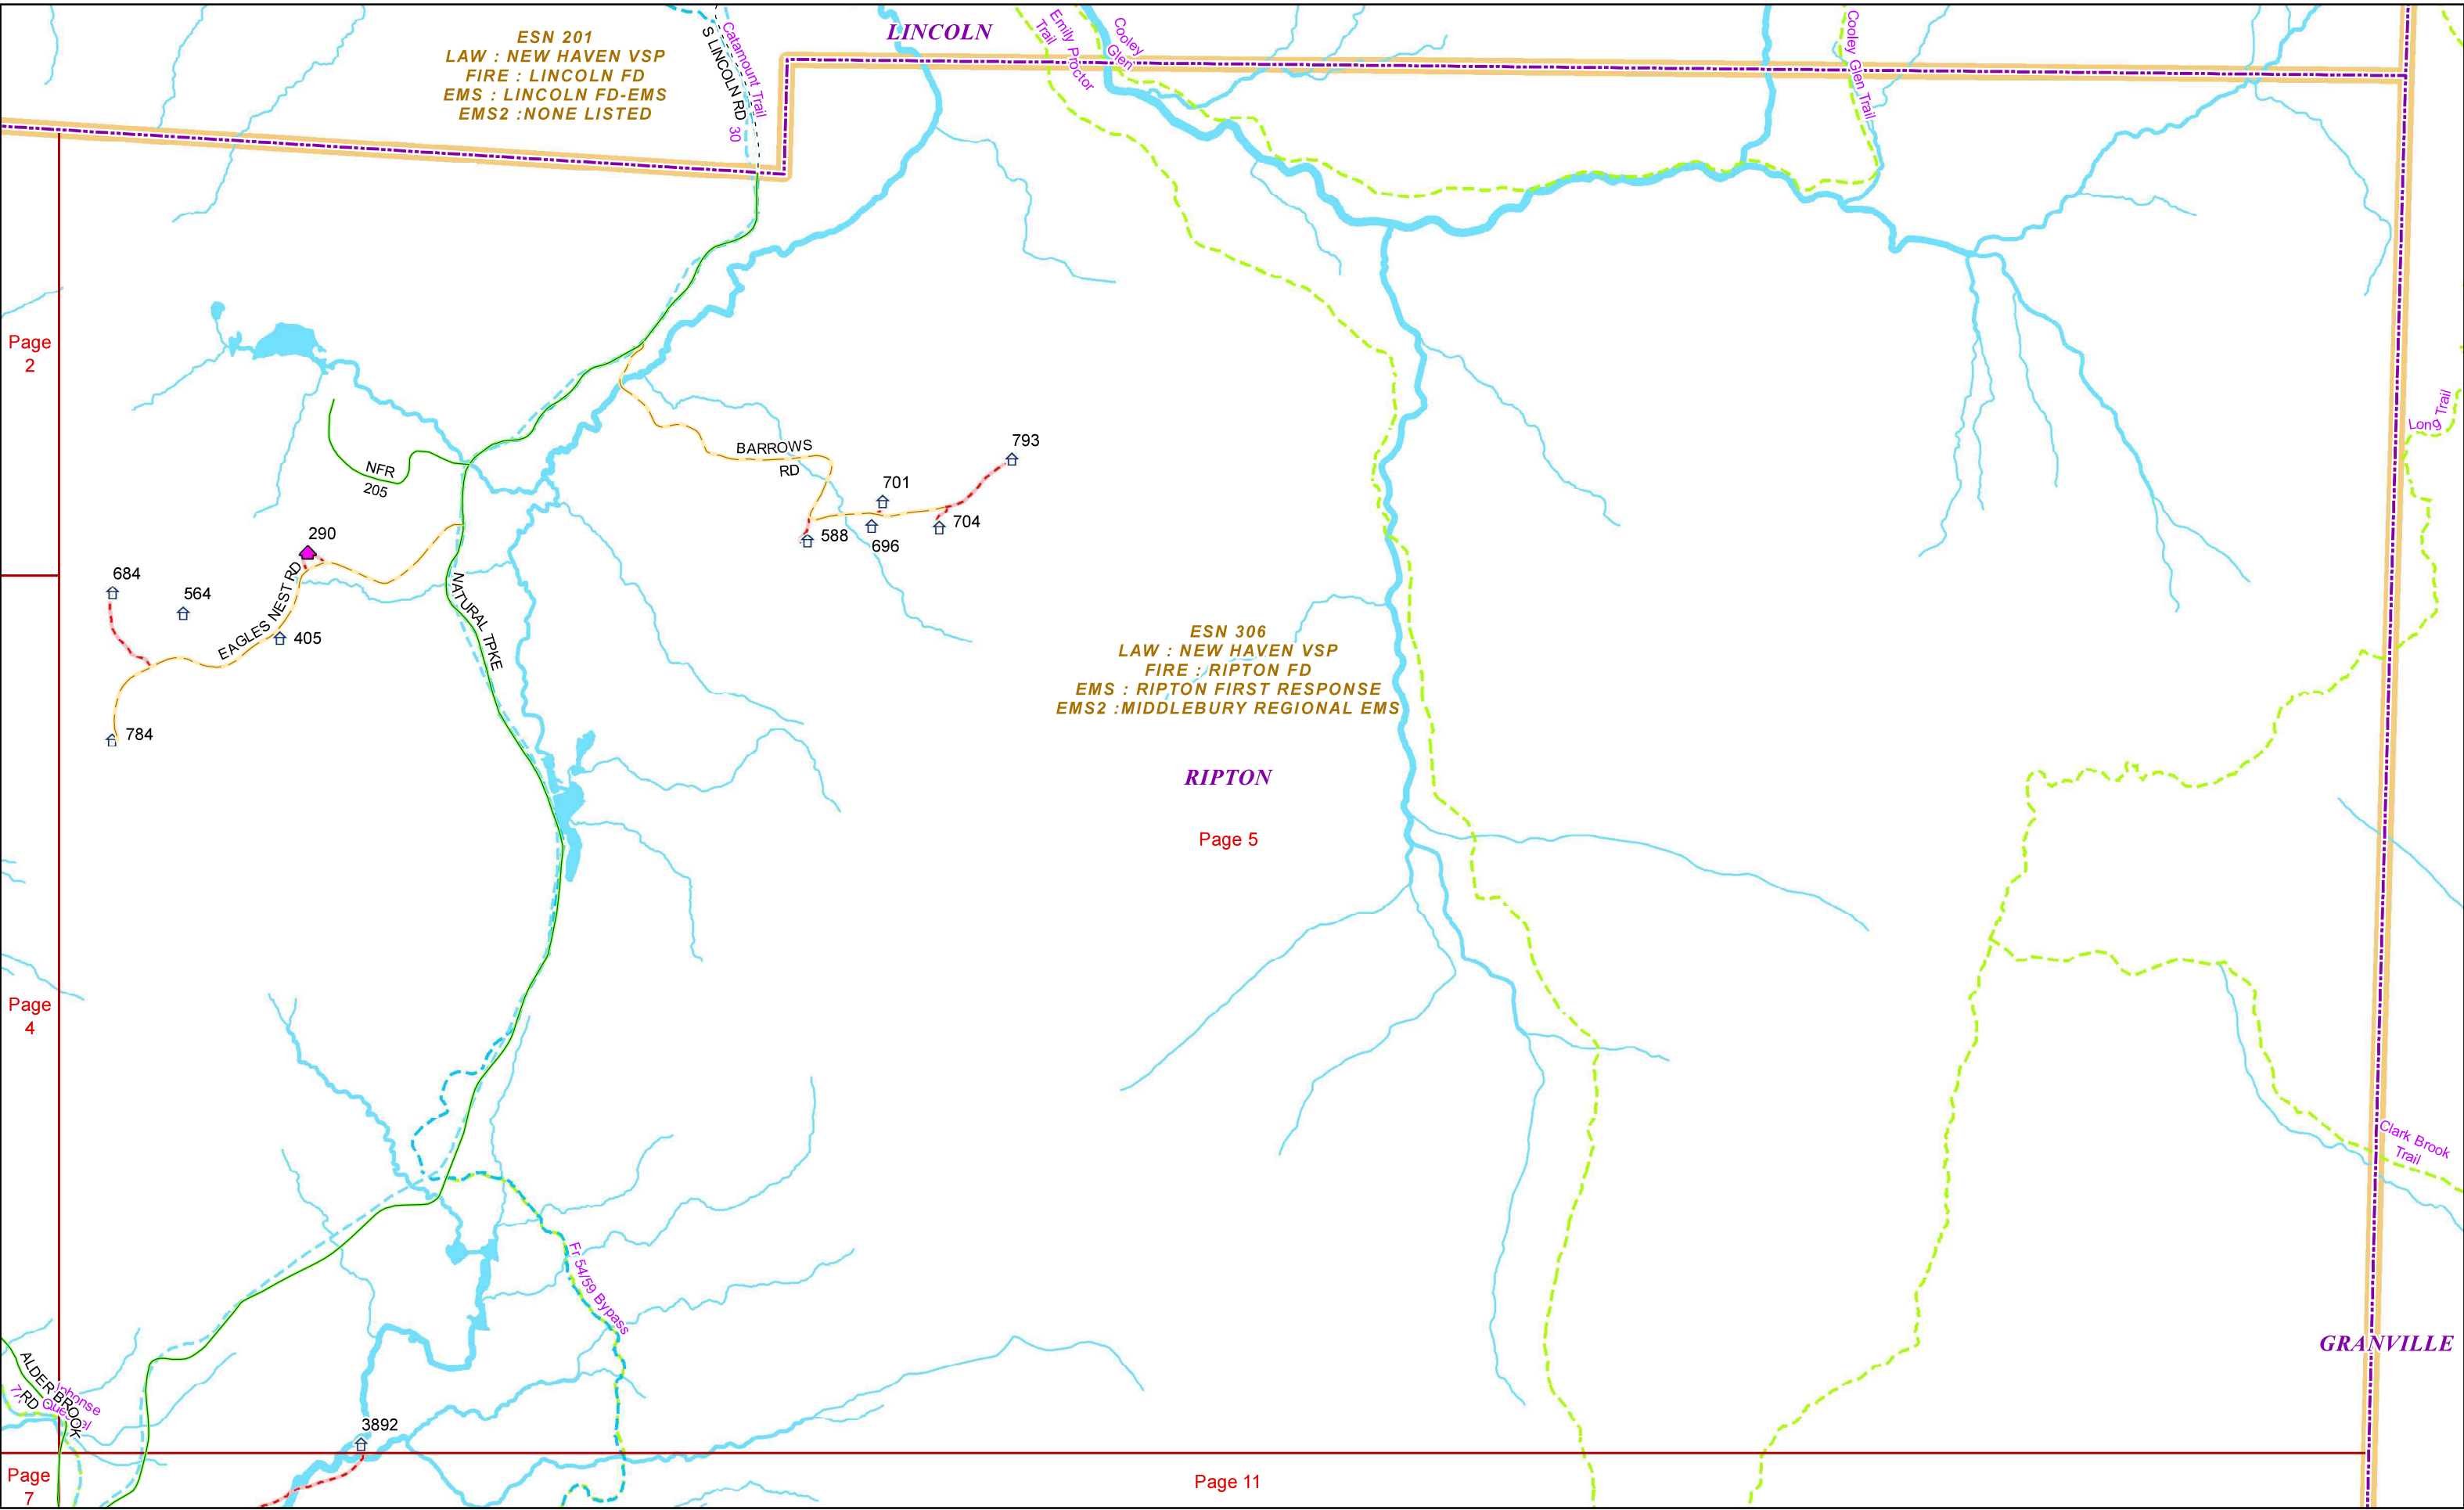 LINCOLN
ESN 201
LAW : NEW HAVEN VSP
FIRE : LINCOLN FD
EMS : LINCOLN FD-EMS
EMS2 :NONE LISTED
S LINCOLN RD
Catamount Trail
30
Emily Proctor
Trail
Cooley
Glen
Cooley Glen Trail
Page
2
Long Trail
BARROWS
RD
793
701
704
588
696
NFR
205
290
684
564
EAGLES NEST RD
405
784
NATURAL TPKE
ESN 306
LAW : NEW HAVEN VSP
FIRE : RIPTON FD
EMS : RIPTON FIRST RESPONSE
EMS2 :MIDDLEBURY REGIONAL EMS
RIPTON
Page 5
Page
4
Clark Brook
Trail
Fr 54/59 Bypass
GRANVILLE
ALDER BROOK
RD
3892
Page
7
Page 11